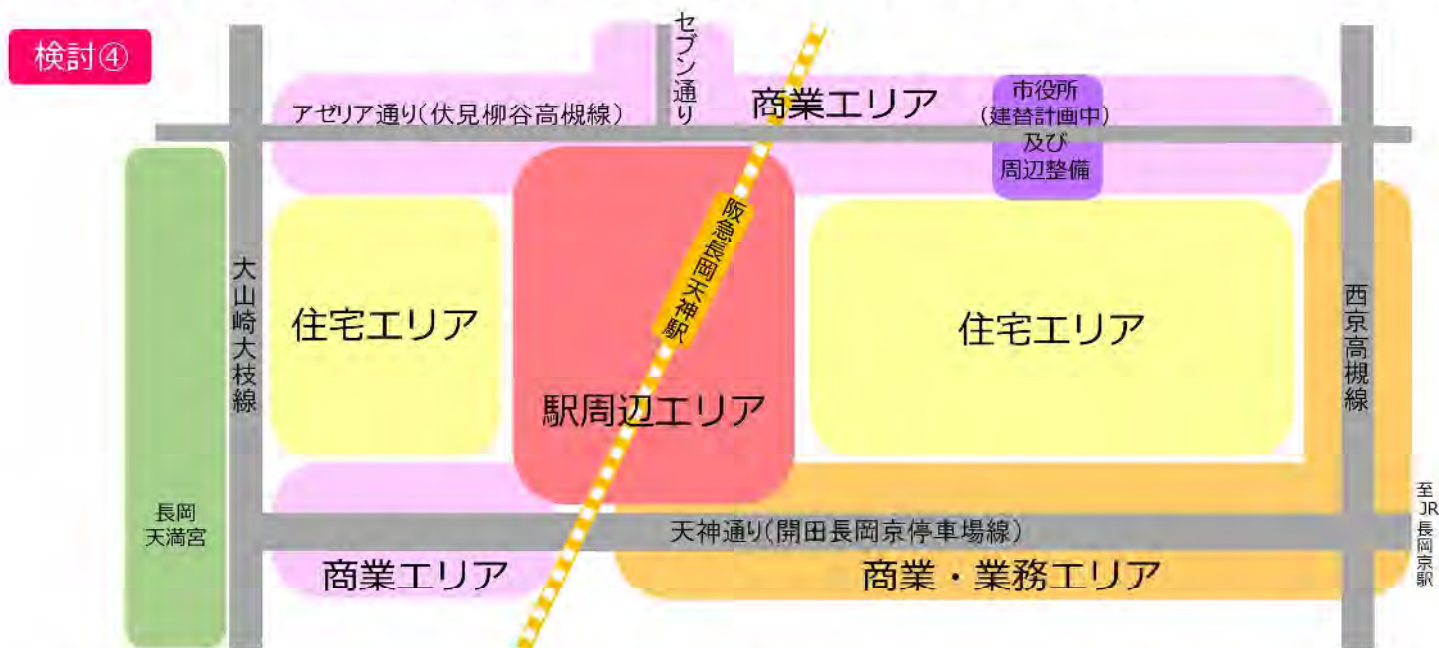 検討④
セブン通り
アゼリア通り(伏見柳谷高槻線)
商業エリア
市役所
(建替計画中)
及び
周辺整備
阪急長岡天神駅
大山崎大枝線
住宅エリア
住宅エリア
西京高槻線
駅周辺エリア
長岡
天満宮
天神通り(開田長岡京停車場線)
至JR長岡京駅
商業エリア
商業・業務エリア